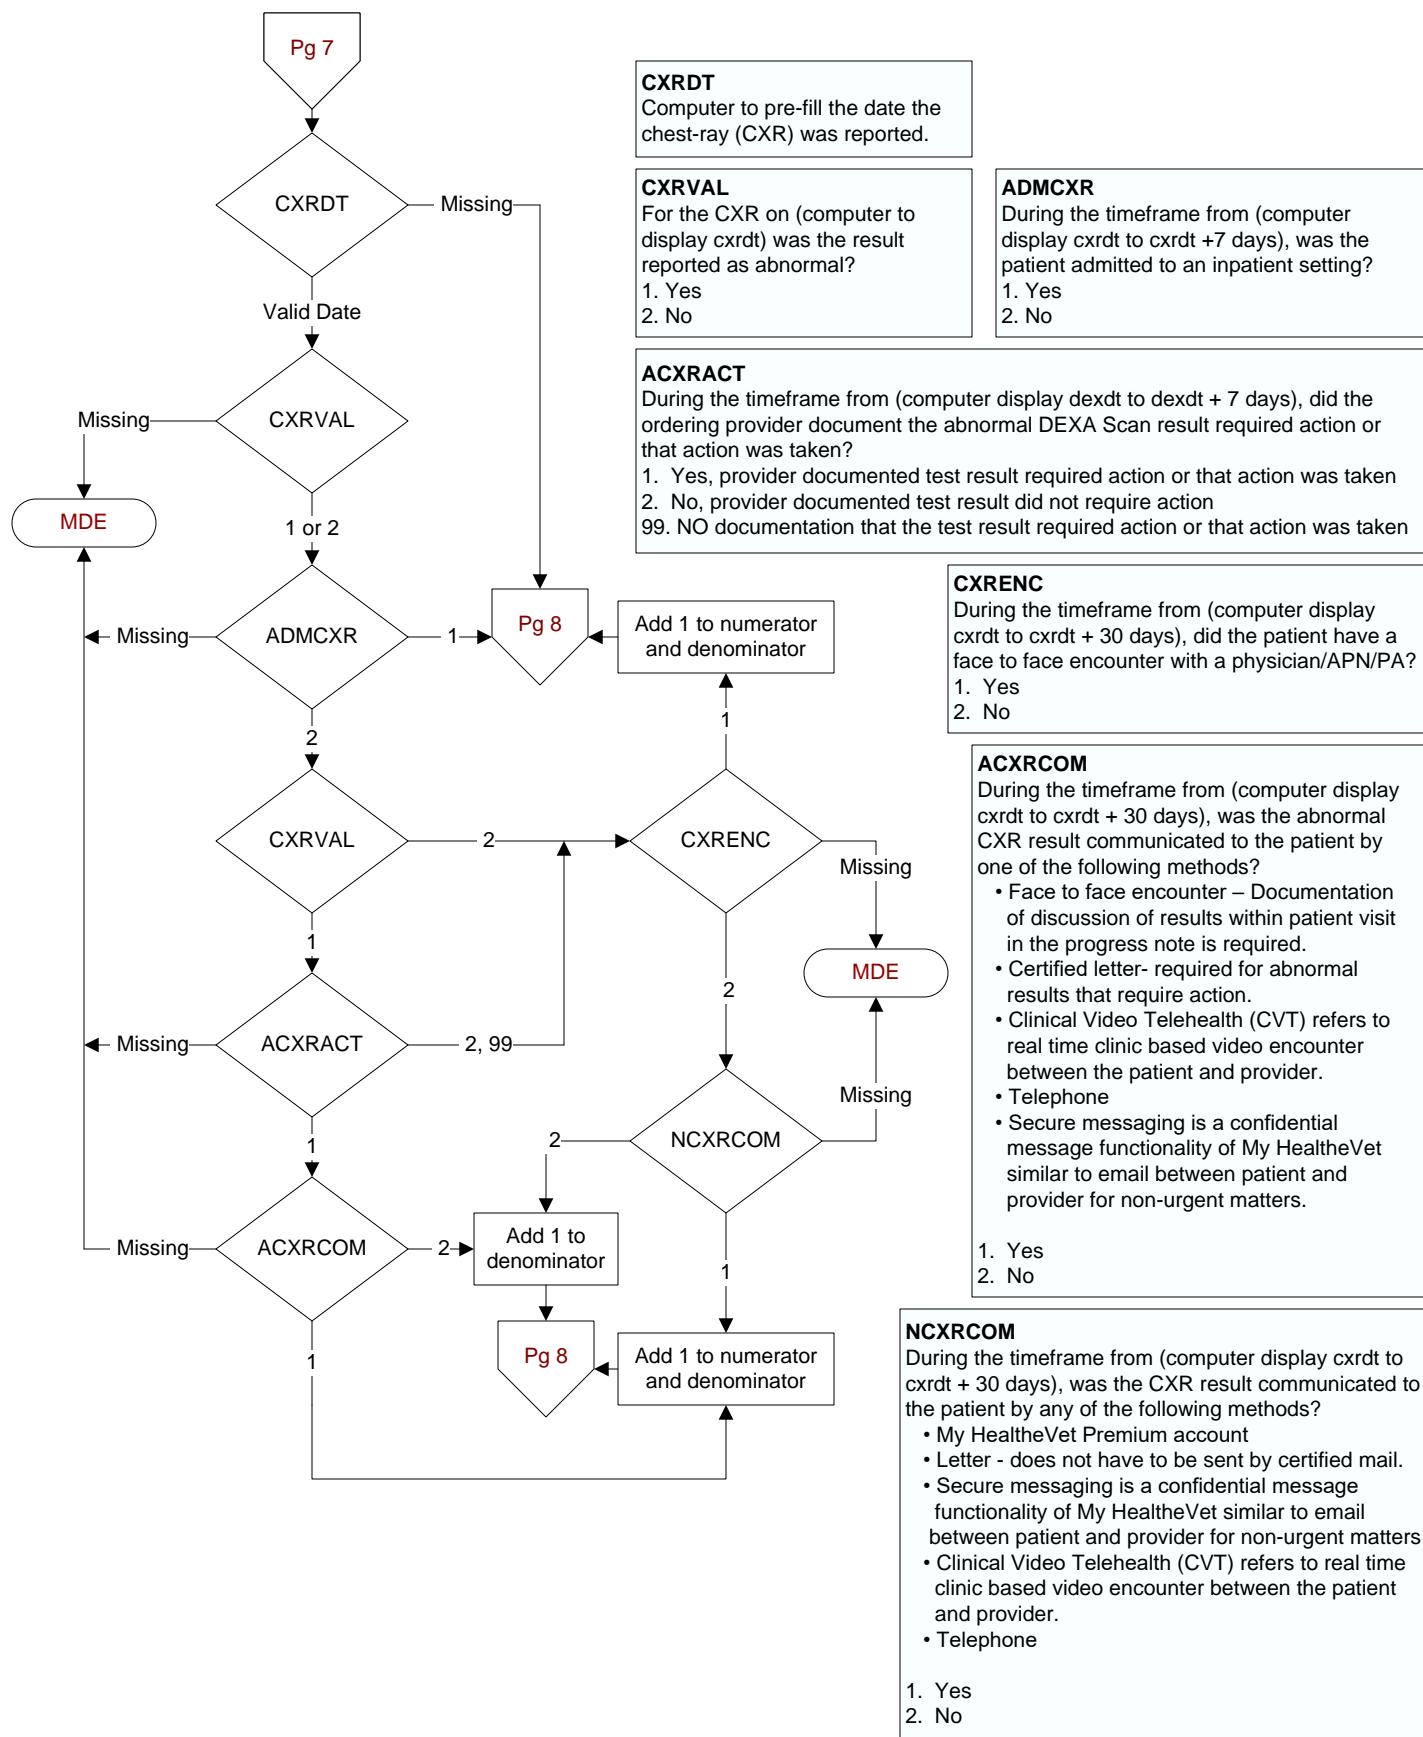 Pg 7
CXRDT
Missing
Valid Date
CXRVAL
Missing
MDE
1 or 2
ADMCXR
Missing
1
Pg 8
Add 1 to numerator
and denominator
2
1
CXRVAL
2
CXRENC
Missing
1
2
MDE
ACXRACT
Missing
2, 99
1
NCXRCOM
Missing
2
ACXRCOM
Missing
2
Add 1 to
denominator
1
1
Pg 8
Add 1 to numerator
and denominator
CXRDT
Computer to pre-fill the date the
chest-ray (CXR) was reported.
CXRVAL
For the CXR on (computer to
display cxrdt) was the result
reported as abnormal?
1. Yes
2. No
ADMCXR
During the timeframe from (computer
display cxrdt to cxrdt +7 days), was the
patient admitted to an inpatient setting?
1. Yes
2. No
ACXRACT
During the timeframe from (computer display dexdt to dexdt + 7 days), did the
ordering provider document the abnormal DEXA Scan result required action or
that action was taken?
1. Yes, provider documented test result required action or that action was taken
2. No, provider documented test result did not require action
99. NO documentation that the test result required action or that action was taken
CXRENC
During the timeframe from (computer display
cxrdt to cxrdt + 30 days), did the patient have a
face to face encounter with a physician/APN/PA?
1. Yes
2. No
ACXRCOM
During the timeframe from (computer display
cxrdt to cxrdt + 30 days), was the abnormal
CXR result communicated to the patient by
one of the following methods?
• Face to face encounter – Documentation
of discussion of results within patient visit
in the progress note is required.
• Certified letter- required for abnormal
results that require action.
• Clinical Video Telehealth (CVT) refers to
real time clinic based video encounter
between the patient and provider.
• Telephone
• Secure messaging is a confidential
message functionality of My HealtheVet
similar to email between patient and
provider for non-urgent matters.
1. Yes
2. No
NCXRCOM
During the timeframe from (computer display cxrdt to
cxrdt + 30 days), was the CXR result communicated to
the patient by any of the following methods?
• My HealtheVet Premium account
• Letter - does not have to be sent by certified mail.
• Secure messaging is a confidential message
functionality of My HealtheVet similar to email
between patient and provider for non-urgent matters
• Clinical Video Telehealth (CVT) refers to real time
clinic based video encounter between the patient
and provider.
• Telephone
1. Yes
2. No